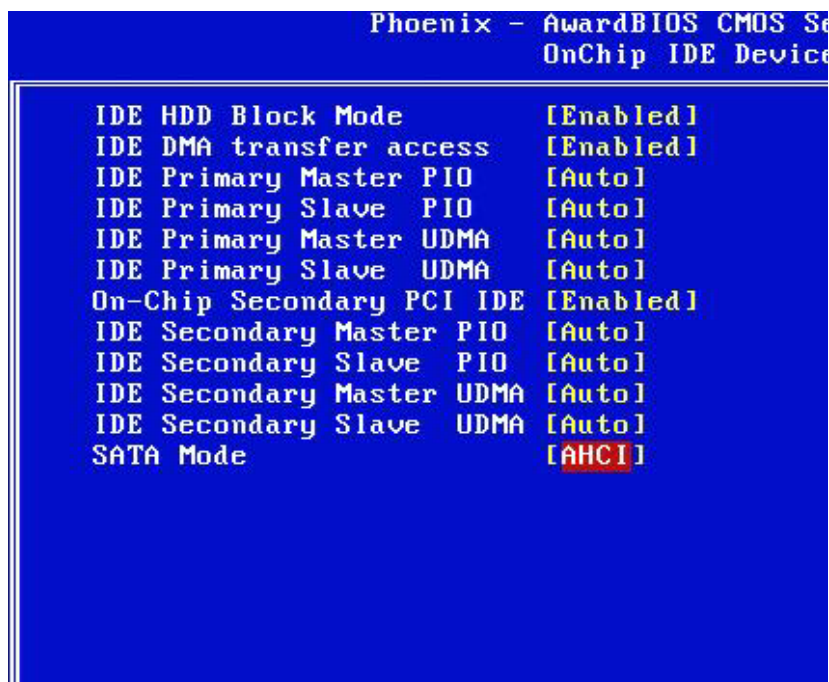 Phoenix - AwardBIOS CMOS Se
OnChip IDE Device
IDE HDD Block Mode [Enabled]
IDE DMA transfer access [Enabled]
IDE Primary Master PIO [Auto]
IDE Primary Slave PIO [Auto]
IDE Primary Master UDMA [Auto]
IDE Primary Slave UDMA [Auto]
On-Chip Secondary PCI IDE [Enabled]
IDE Secondary Master PIO [Auto]
IDE Secondary Slave PIO [Auto]
IDE Secondary Master UDMA [Auto]
IDE Secondary Slave UDMA [Auto]
SATA Mode [AHCI]